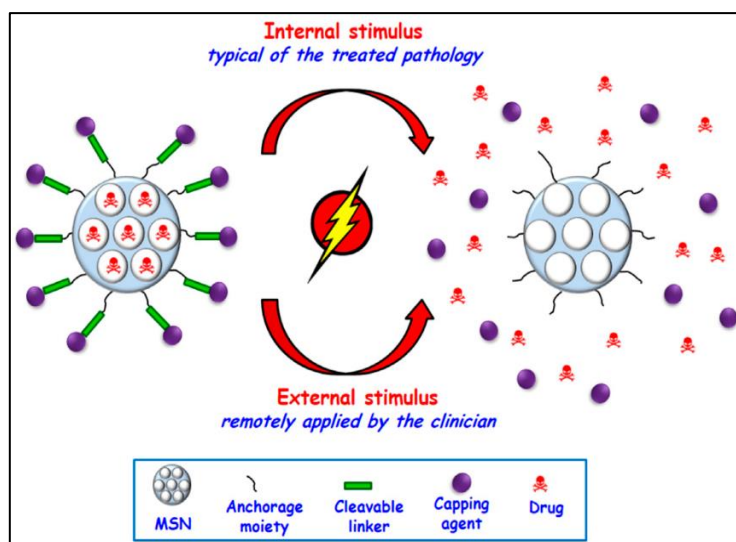 Internal stimulus
typical of the treated pathology
External stimulus
remotely applied by the clinician
MSN
Anchorage
moiety
Cleavable
linker
Capping
agent
Drug